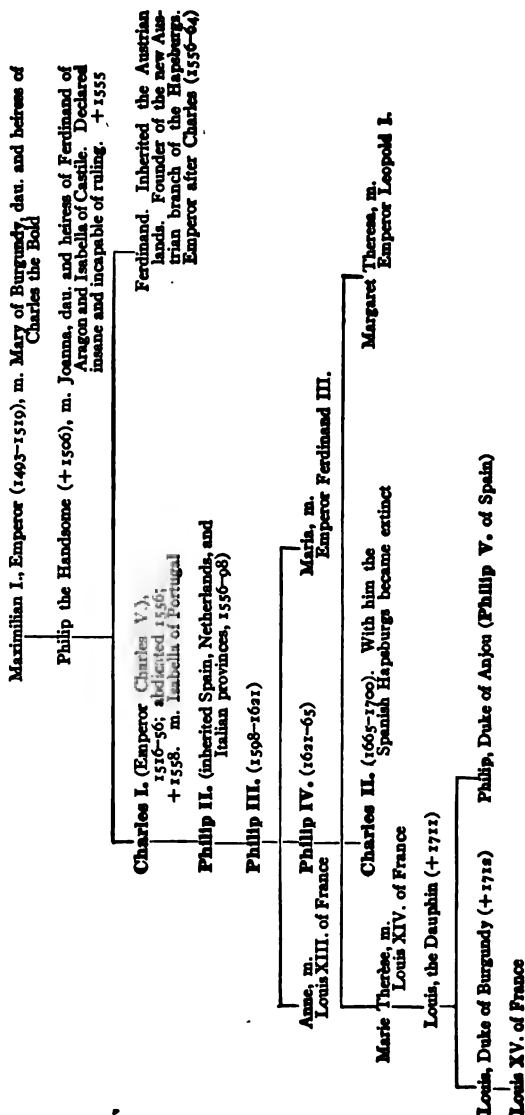 Maximilian I., Emperor (1493–1519), m. Mary of Burgundy, dau. and heiress of
Charles the Bold
Philip the Handsome (+1506), m. Joanna, dau. and heiress of Ferdinand of
Aragon and Isabella of Castile. Declared
insane and incapable of ruling. +1555
Charles I. (Emperor Charles V.),
1516–56; abdicated 1556;
+1558. m. Isabella of Portugal
Ferdinand. Inherited the Austrian
lands. Founder of the new Aus-
trian branch of the Hapsburgs.
Emperor after Charles (1556–64)
Philip II. (inherited Spain, Netherlands, and
Italian provinces, 1556–98)
Philip III. (1598–1621)
Anne, m.
Louis XIII. of France
Philip IV. (1621–65)
Maria, m.
Emperor Ferdinand III.
Marie Thérèse, m.
Louis XIV. of France
Charles II. (1665–1700). With him the
Spanish Hapsburgs became extinct
Margaret Theresa, m.
Emperor Leopold I.
Louis, the Dauphin (+1711)
Louis, Duke of Burgundy (+1712)
Philip, Duke of Anjou (Philip V. of Spain)
Louis XV. of France